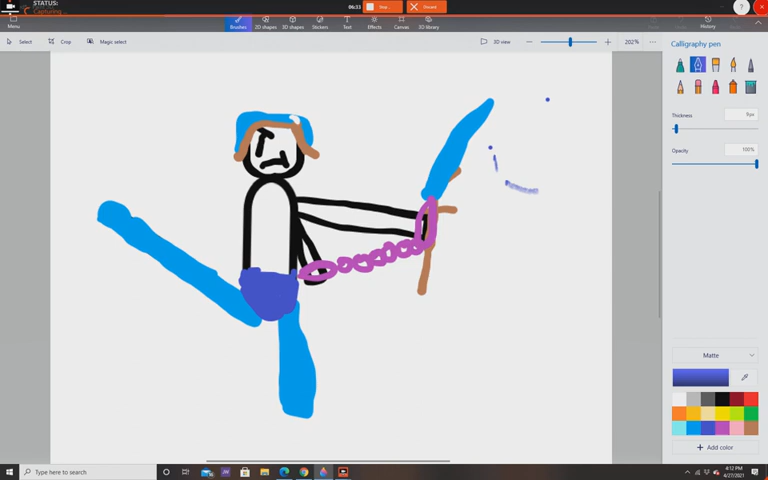 STATUS:
Capturing...
06:33
Stop
Discard
?
Menu
Brushes
2D shapes
3D shapes
Stickers
Text
Effects
Canvas
3D library
History
Select
Crop
Magic select
3D view
202%
Calligraphy pen
Thickness
8px
Opacity
100%
Matte
Add color
Type here to search
4:12 PM
4/27/2021